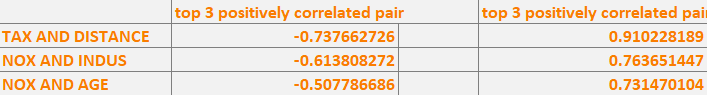 top 3 positively correlated pair top 3 positively correlated pai
TAX AND DISTANCE -0.737662726 0.910228189
NOX AND INDUS -0.613808272 0.763651447
NOX AND AGE -0.507786686 0.731470104